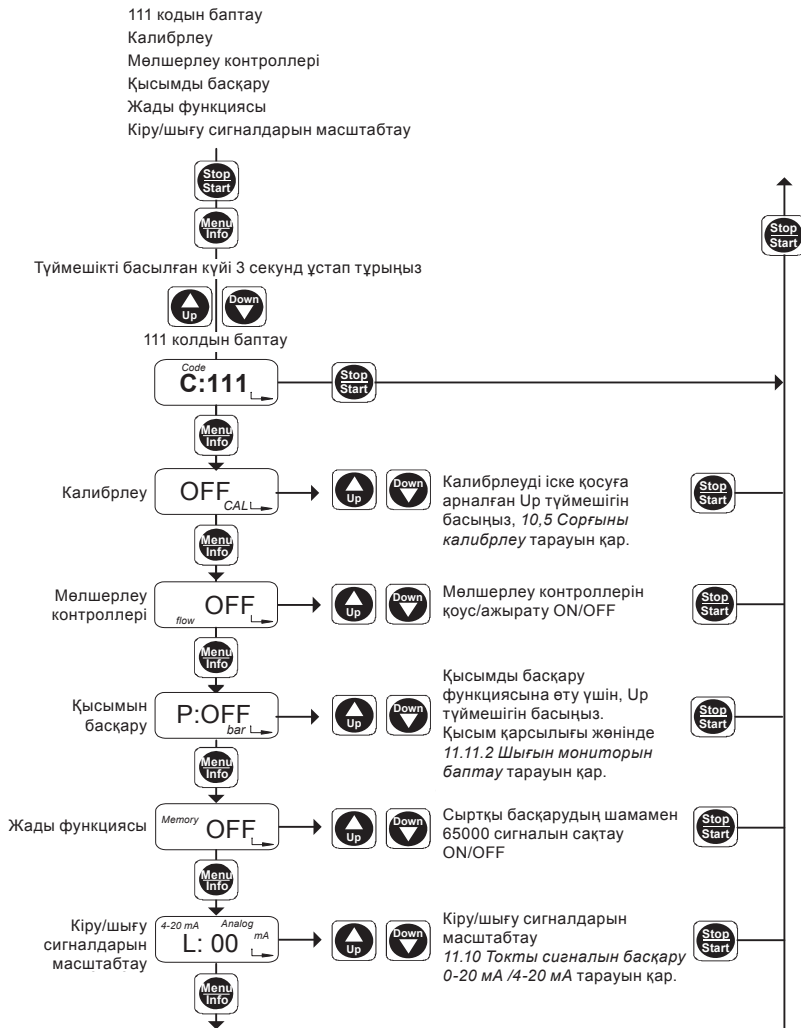 111 кодын баптау
Калибрлеу
Мөлшерлеу контроллері
Қысымды басқару
Жады функциясы
Кіру/шығу сигналдарын масштабтау
Stop
Start
Menu
Info
Stop
Start
Түймешікті басылған күйі 3 секунд ұстап тұрыңыз
Up
Down
111 колдын баптау
Code
C:111
Stop
Start
Menu
Info
Калибрлеу
OFF
CAL
Up
Down
Калибрлеуді іске қосуға
арналған Up түймешігін
басыңыз, 10,5 Сорғыны
калибрлеу тарауын қар.
Stop
Start
Menu
Info
Мөлшерлеу
контроллері
flow
OFF
Up
Down
Мөлшерлеу контроллерін
қоус/ажырату ON/OFF
Stop
Start
Menu
Info
Қысымын
басқару
P:OFF
bar
Up
Down
Қысымды басқару
функциясына өту үшін, Up
түймешігін басыңыз.
Қысым қарсылығы жөнінде
11.11.2 Шығын мониторын
баптау тарауын қар.
Stop
Start
Menu
Info
Жады функциясы
Memory
OFF
Up
Down
Сыртқы басқарудың шамамен
65000 сигналын сақтау
ON/OFF
Stop
Start
Menu
Info
Кіру/шығу
сигналдарын
масштабтау
4-20 mA Analog
L: 00 mA
Up
Down
Кіру/шығу сигналдарын
масштабтау
11.10 Токты сигналын басқару
0-20 мА /4-20 мА тарауын қар.
Stop
Start
Menu
Info